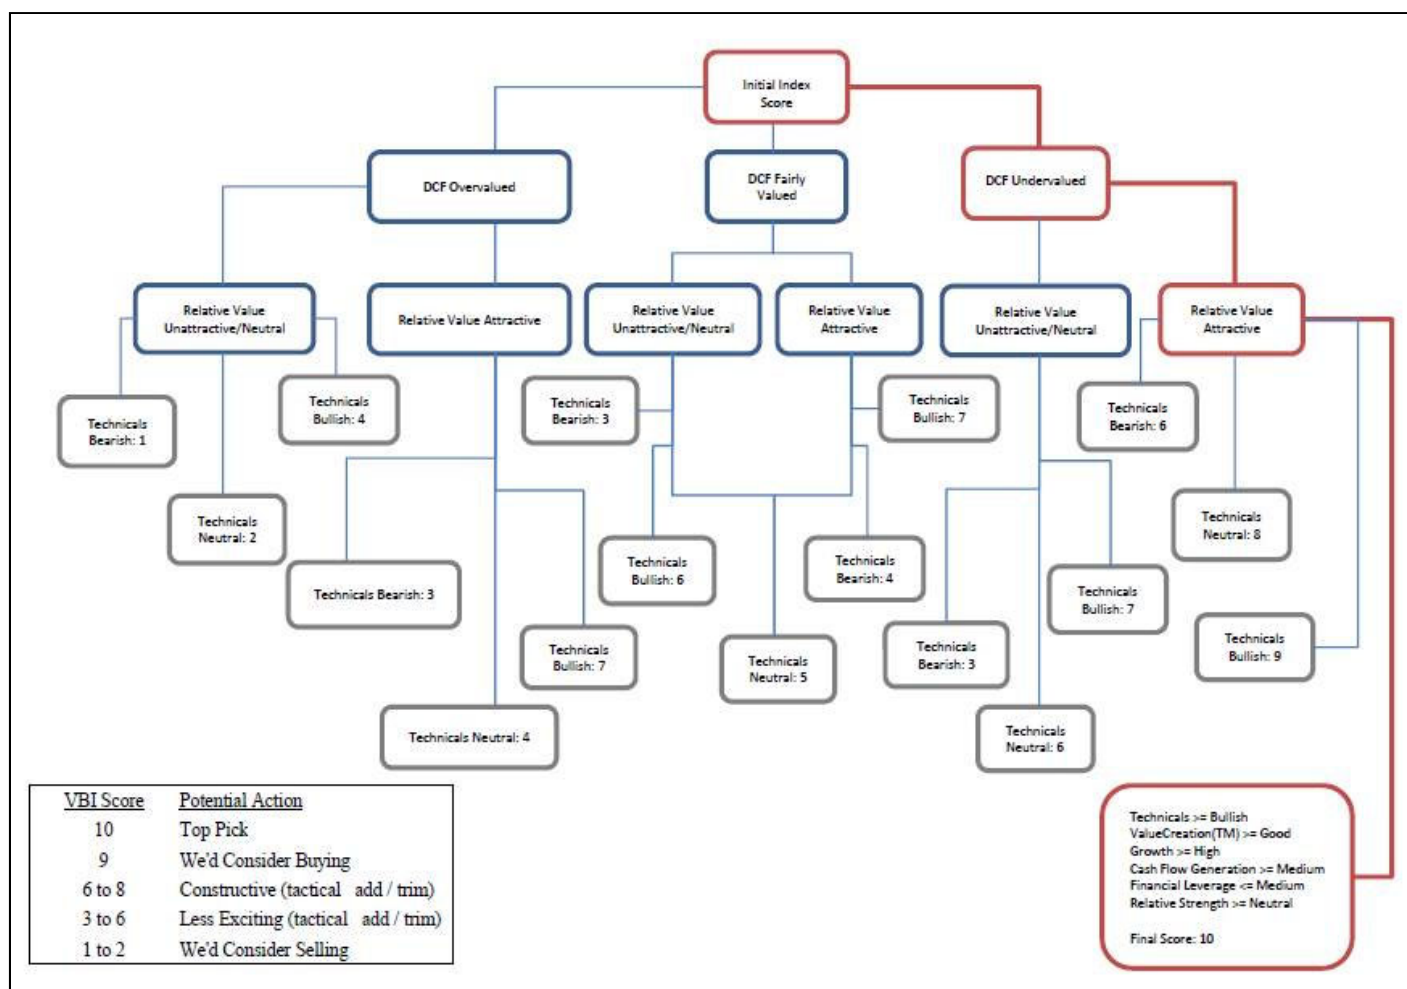 Initial Index
Score
DCF Overvalued
DCF Fairly
Valued
DCF Undervalued
Relative Value
Unattractive/Neutral
Relative Value Attractive
Relative Value
Unattractive/Neutral
Relative Value
Attractive
Relative Value
Unattractive/Neutral
Relative Value
Attractive
Technicals
Bearish: 1
Technicals
Bullish: 4
Technicals
Bearish: 3
Technicals
Bullish: 7
Technicals
Bearish: 6
Technicals
Neutral: 2
Technicals
Neutral: 8
Technicals
Bullish: 6
Technicals
Bearish: 4
Technicals Bearish: 3
Technicals
Bullish: 7
Technicals
Bullish: 7
Technicals
Neutral: 5
Technicals
Bearish: 3
Technicals
Bullish: 9
Technicals Neutral: 4
Technicals
Neutral: 6
VBI Score Potential Action
10 Top Pick
9 We'd Consider Buying
6 to 8 Constructive (tactical add / trim)
3 to 6 Less Exciting (tactical add / trim)
1 to 2 We'd Consider Selling
Technicals >= Bullish
ValueCreation(TM) >= Good
Growth >= High
Cash Flow Generation >= Medium
Financial Leverage <= Medium
Relative Strength >= Neutral
Final Score: 10